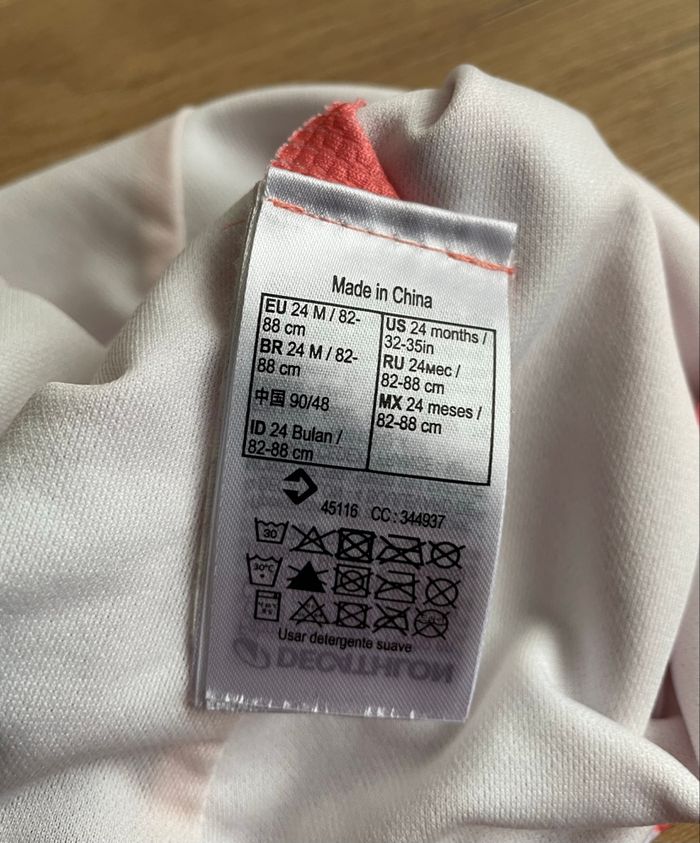 Made in China
EU 24 M / 82-
88 cm
BR 24 M / 82-
88 cm
中国 90/48
ID 24 Bulan /
82-88 cm
US 24 months /
32-35in
RU 24мес /
82-88 cm
MX 24 meses /
82-88 cm
45116 CC : 344937
30
30°C
Usar detergente suave
DECATHLON